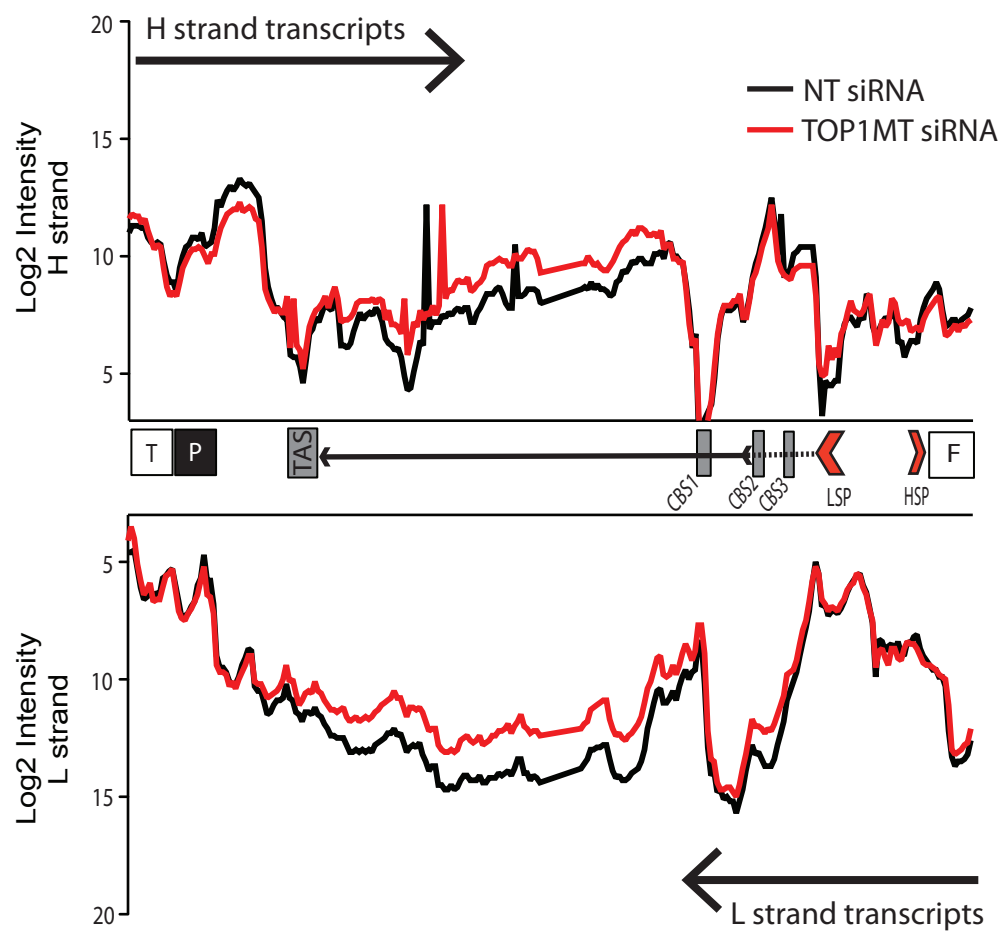 20
H strand transcripts
NT siRNA
TOP1MT siRNA
15
10
5
Log2 Intensity
H strand
T
P
TAS
CBS1
CBS2
CBS3
LSP
HSP
F
5
10
15
20
Log2 Intensity
L strand
L strand transcripts